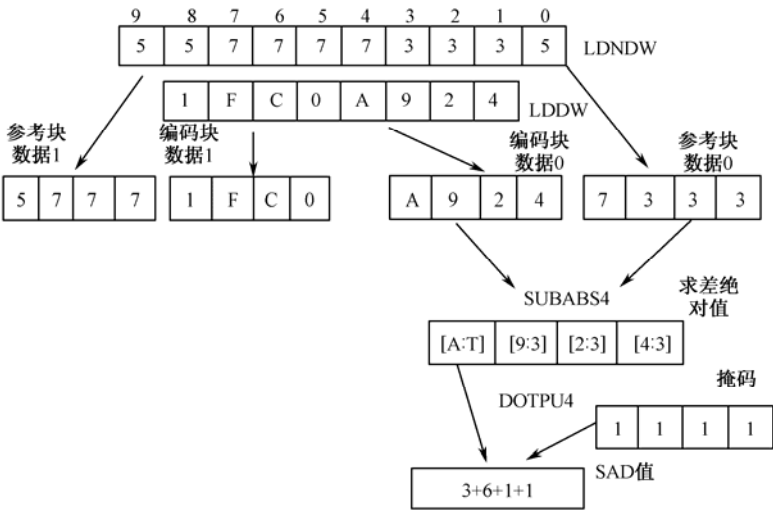 9 8 7 6 5 4 3 2 1 0
5 5 7 7 7 7 3 3 3 5 LDNDW
1 F C 0 A 9 2 4 LDDW
参考块 编码块 编码块 参考块
数据1 数据1 数据0 数据0
5 7 7 7 1 F C 0 A 9 2 4 7 3 3 3
SUBABS4 求差绝
对值
[A:T] [9:3] [2:3] [4:3]
DOTPU4 掩码
1 1 1 1
SAD值
3+6+1+1